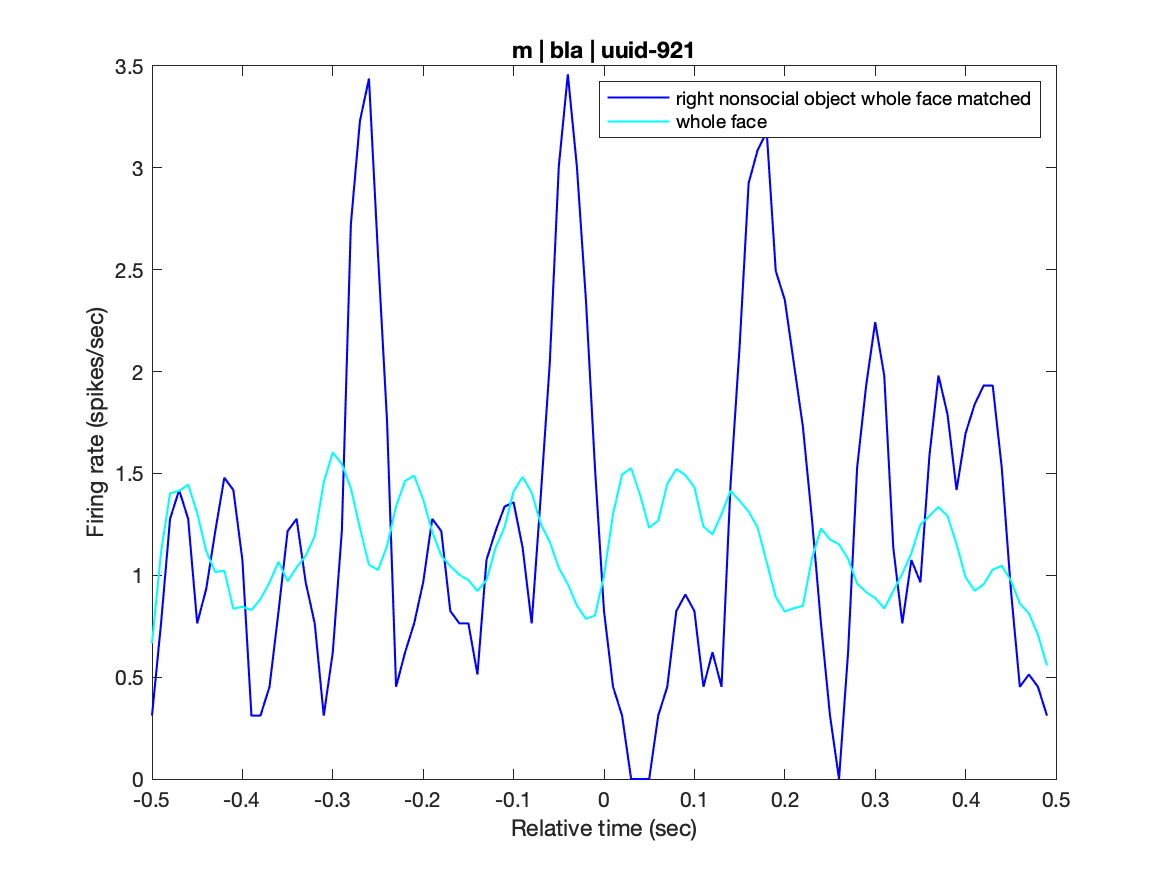 m | bla | uuid-921
right nonsocial object whole face matched
whole face
Firing rate (spikes/sec)
3.5
3
2.5
2
1.5
1
0.5
0
-0.5 -0.4 -0.3 -0.2 -0.1 0 0.1 0.2 0.3 0.4 0.5
Relative time (sec)